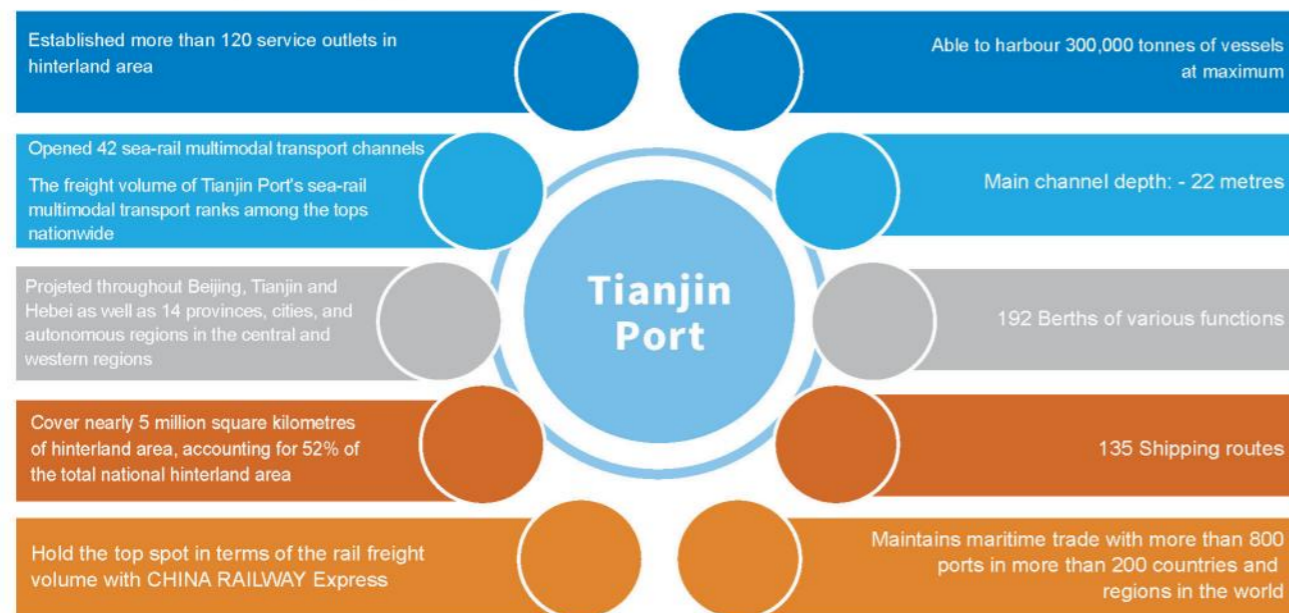 Established more than 120 service outlets in
hinterland area
Opened 42 sea-rail multimodal transport channels
The freight volume of Tianjin Port's sea-rail
multimodal transport ranks among the tops
nationwide
Projeted throughout Beijing, Tianjin and
Hebei as well as 14 provinces, cities, and
autonomous regions in the central and
western regions
Cover nearly 5 million square kilometres
of hinterland area, accounting for 52% of
the total national hinterland area
Hold the top spot in terms of the rail freight
volume with CHINA RAILWAY Express
Tianjin
Port
Able to harbour 300,000 tonnes of vessels
at maximum
Main channel depth: - 22 metres
192 Berths of various functions
135 Shipping routes
Maintains maritime trade with more than 800
ports in more than 200 countries and
regions in the world